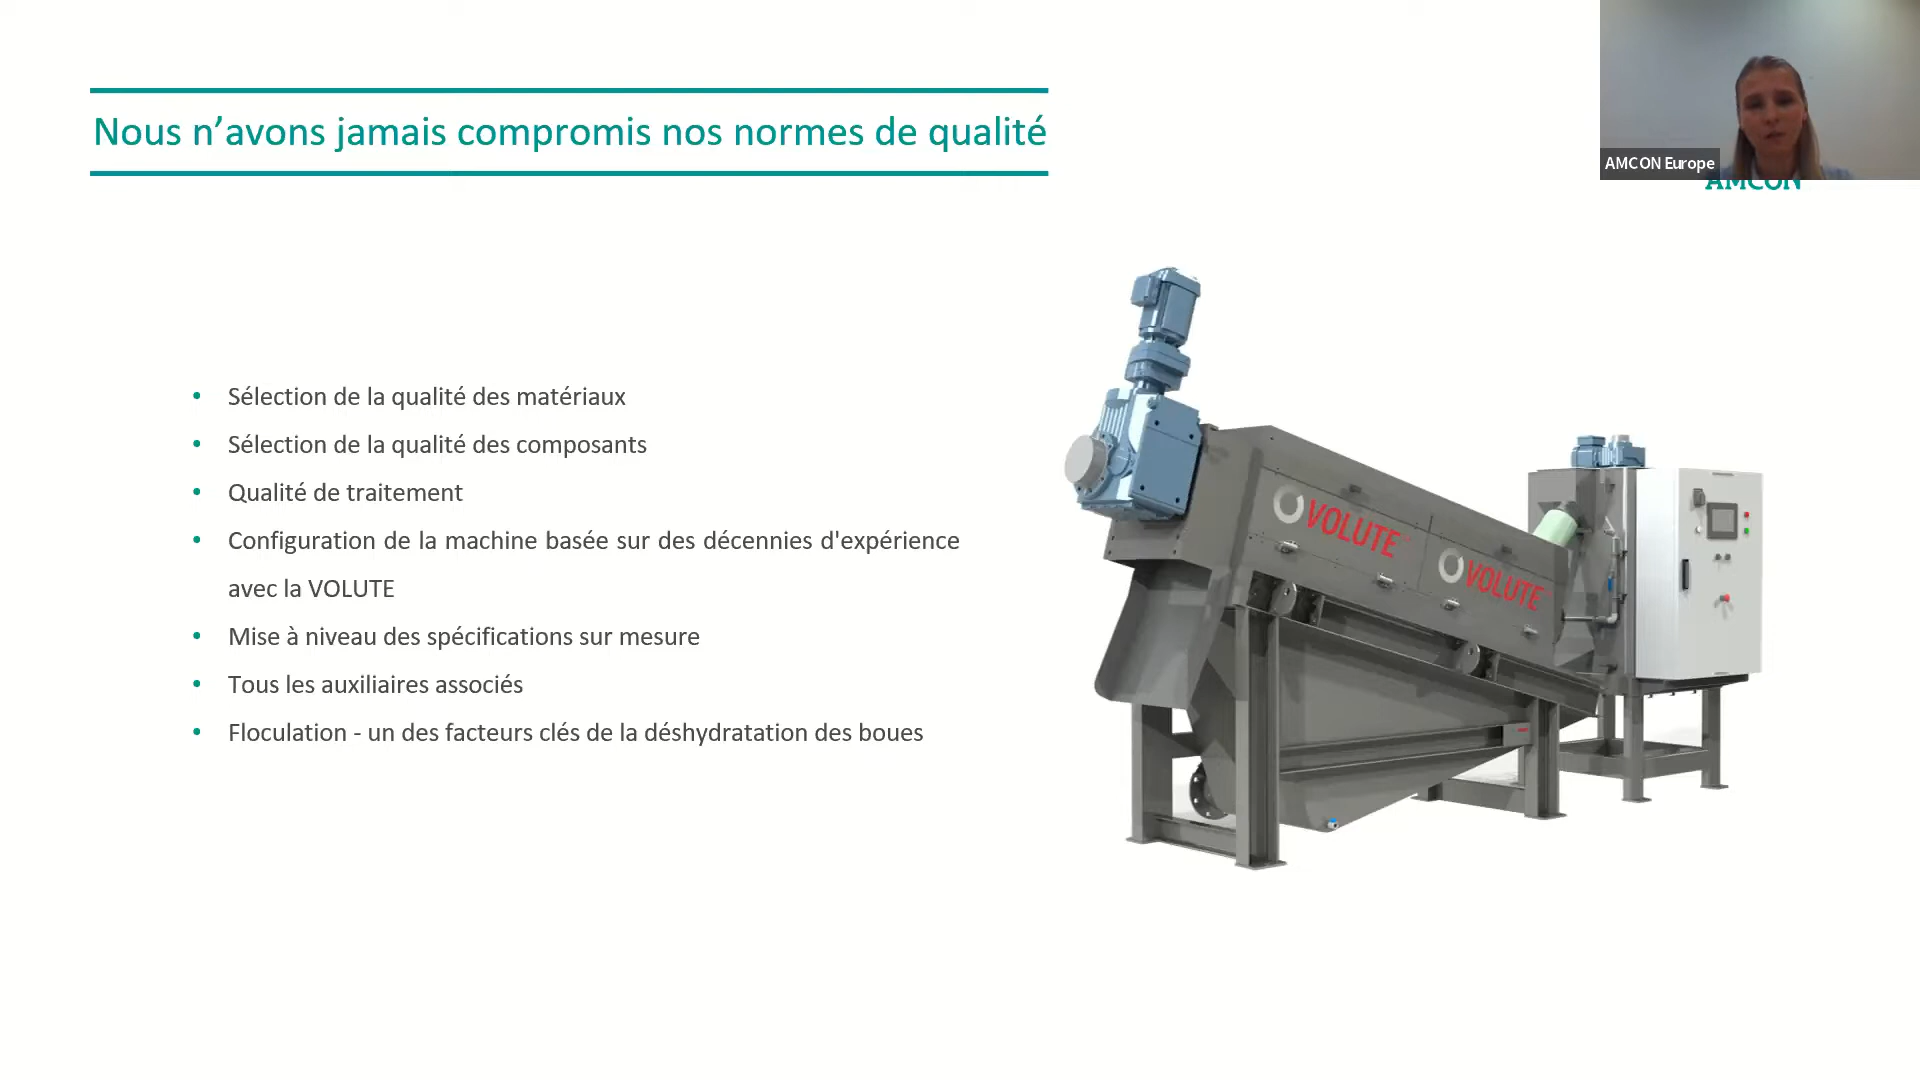 Nous n’avons jamais compromis nos normes de qualité
AMCON Europe
AMCON
• Sélection de la qualité des matériaux
• Sélection de la qualité des composants
• Qualité de traitement
• Configuration de la machine basée sur des décennies d'expérience
avec la VOLUTE
• Mise à niveau des spécifications sur mesure
• Tous les auxiliaires associés
• Floculation - un des facteurs clés de la déshydratation des boues
VOLUTE
VOLUTE